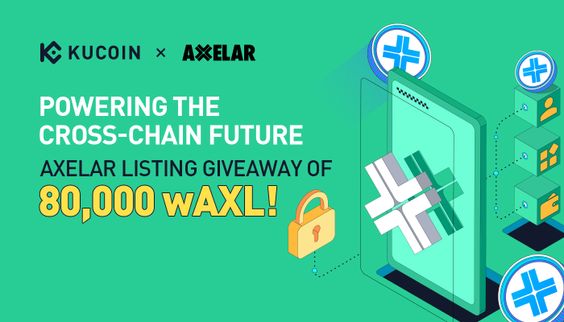 KUCOIN × AXELAR
POWERING THE
CROSS-CHAIN FUTURE
AXELAR LISTING GIVEAWAY OF
80,000 wAXL!